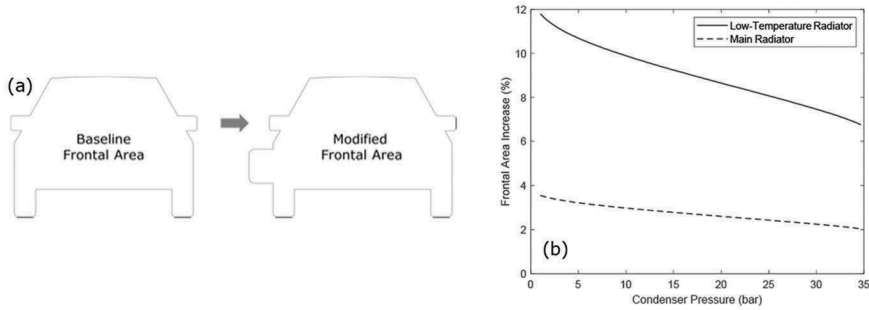 (a)
Baseline
Frontal Area
Modified
Frontal Area
12
10
8
6
4
2
0
Frontal Area Increase (%)
Low-Temperature Radiator
Main Radiator
(b)
0
5
10
15
20
25
30
35
Condenser Pressure (bar)